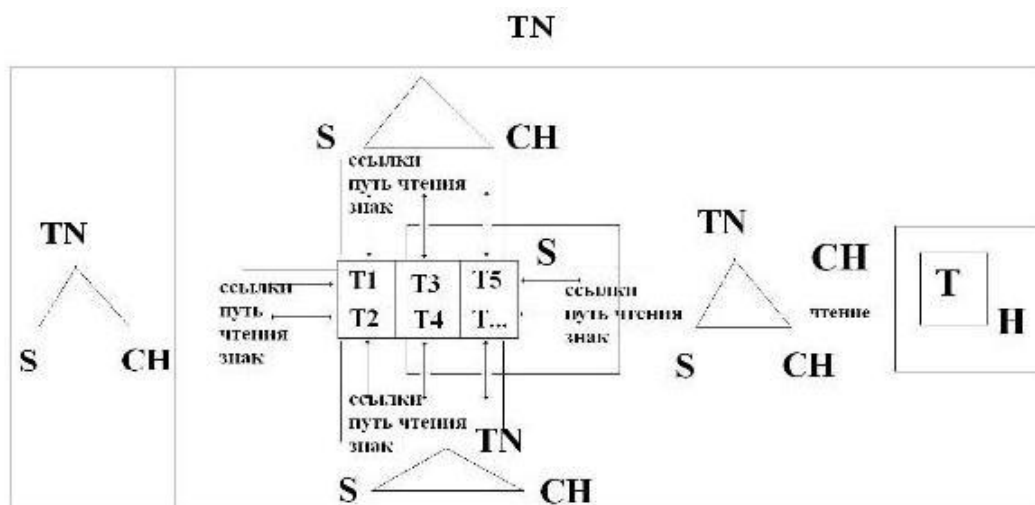 TN
S CH
ссылки
путь чтения
знак
TN
S CH
ссылки
путь
чтения
знак
T1 T3 T5
T2 T4 T...
S
ссылки
путь чтения
знак
TN
S CH
CH
чтение
T
H
ссылки
путь чтения
знак
TN
S CH